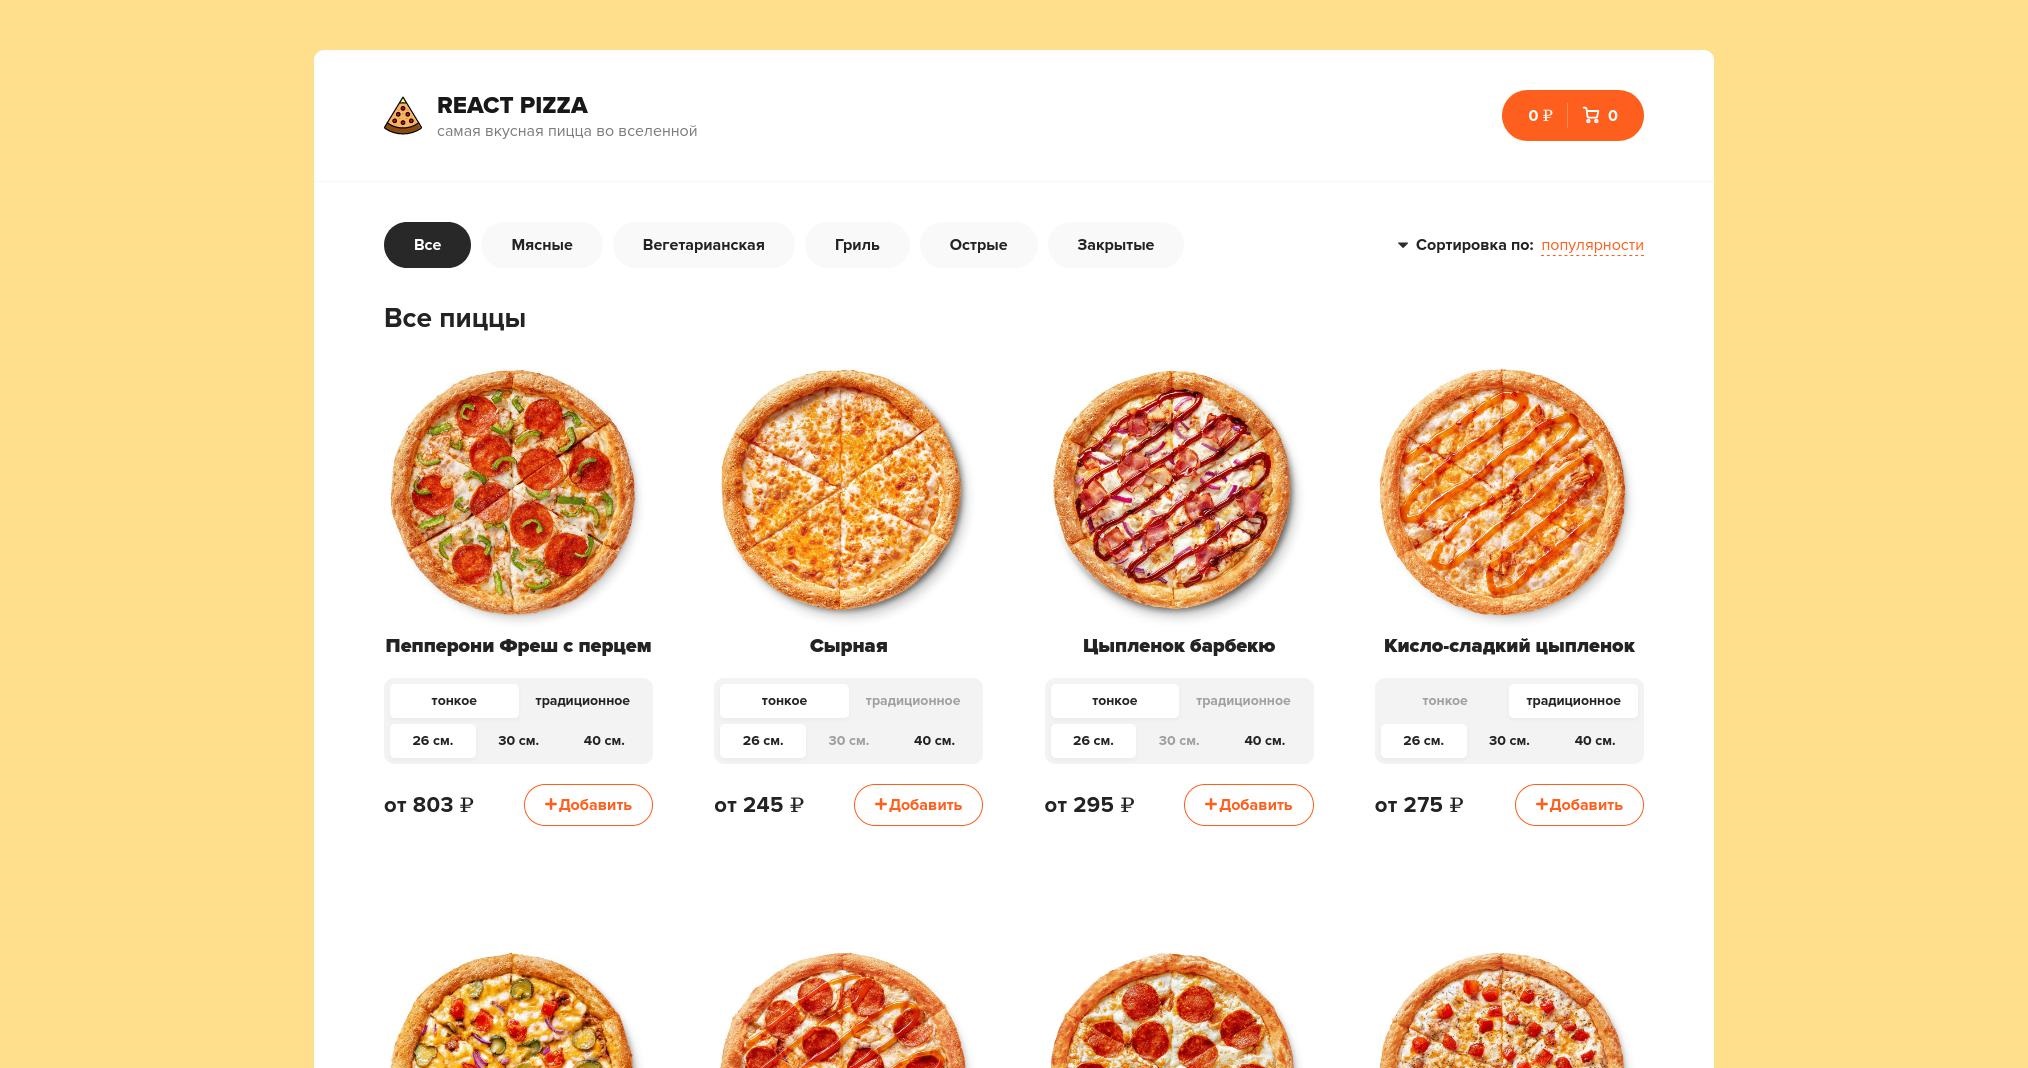 REACT PIZZA
самая вкусная пицца во вселенной
0 ₽ 0
Все Мясные Вегетарианская Гриль Острые Закрытые Сортировка по: популярности
Все пиццы
Пепперони Фреш с перцем
тонкое традиционное
26 см. 30 см. 40 см.
от 803 ₽ +Добавить
Сырная
тонкое традиционное
26 см. 30 см. 40 см.
от 245 ₽ +Добавить
Цыпленок барбекю
тонкое традиционное
26 см. 30 см. 40 см.
от 295 ₽ +Добавить
Кисло-сладкий цыпленок
тонкое традиционное
26 см. 30 см. 40 см.
от 275 ₽ +Добавить